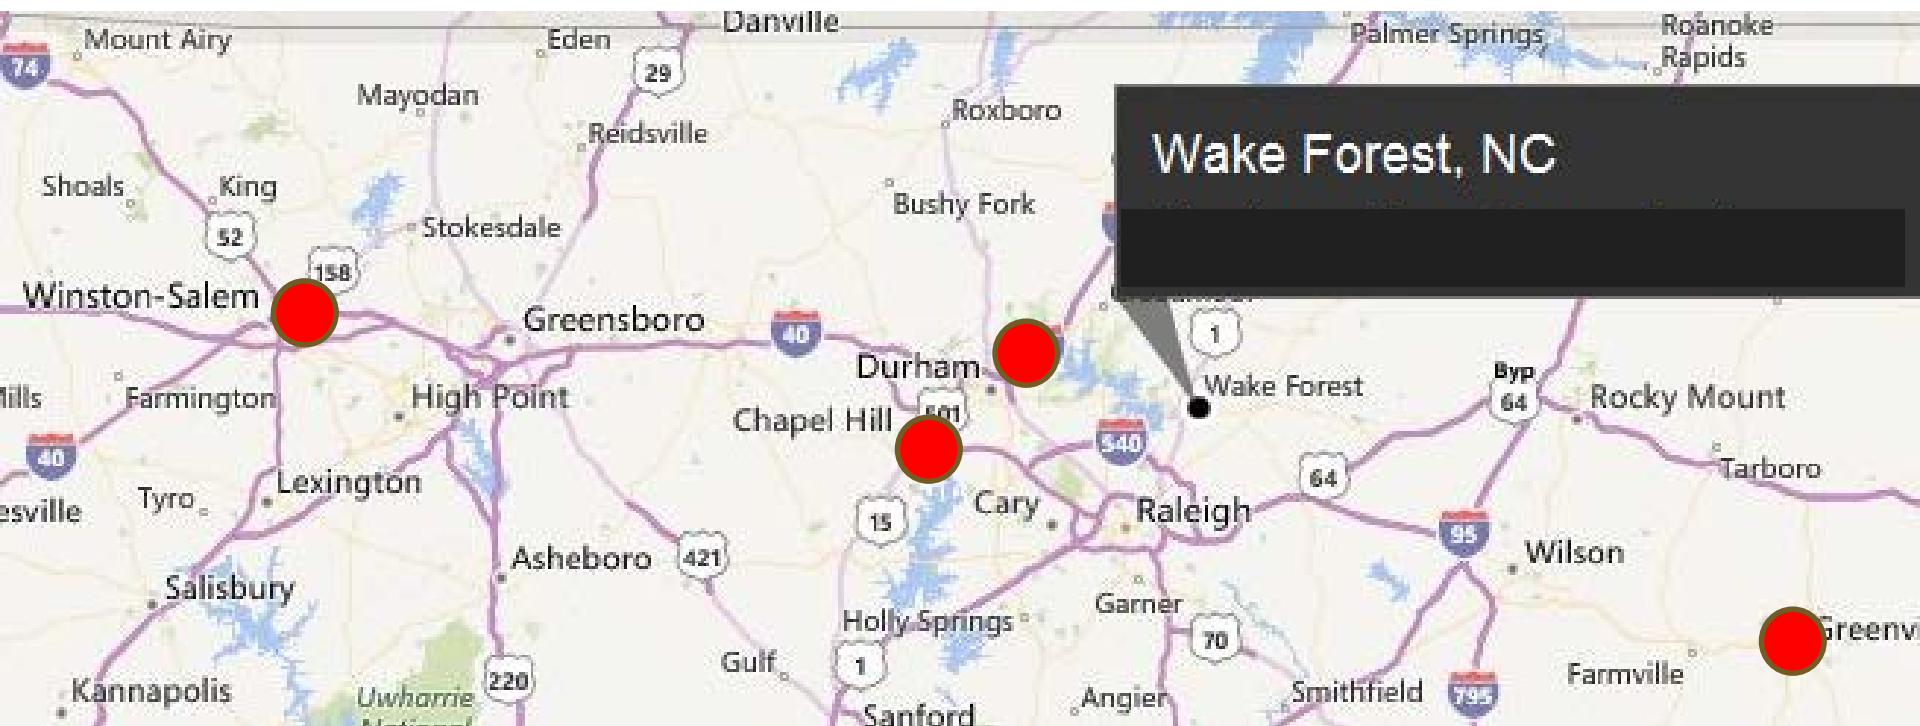 Mount Airy
Eden
Danville
Palmer Springs
Roanoke
Rapids
74
29
Mayodan
Roxboro
Reidsville
Wake Forest, NC
Shoals
King
Bushy Fork
52
Stokesdale
158
Winston-Salem
Greensboro
40
1
Durham
Wake Forest
Byp
64
Rocky Mount
Farmington
High Point
Chapel Hill
501
40
540
64
Tarboro
Lexington
Tyro
Cary
Raleigh
15
95
Asheboro
421
Wilson
Salisbury
Holly Springs
Garner
70
Gulf
1
220
Farmville
Kannapolis
Uwharrie
National
Angier
Smithfield
795
Sanford